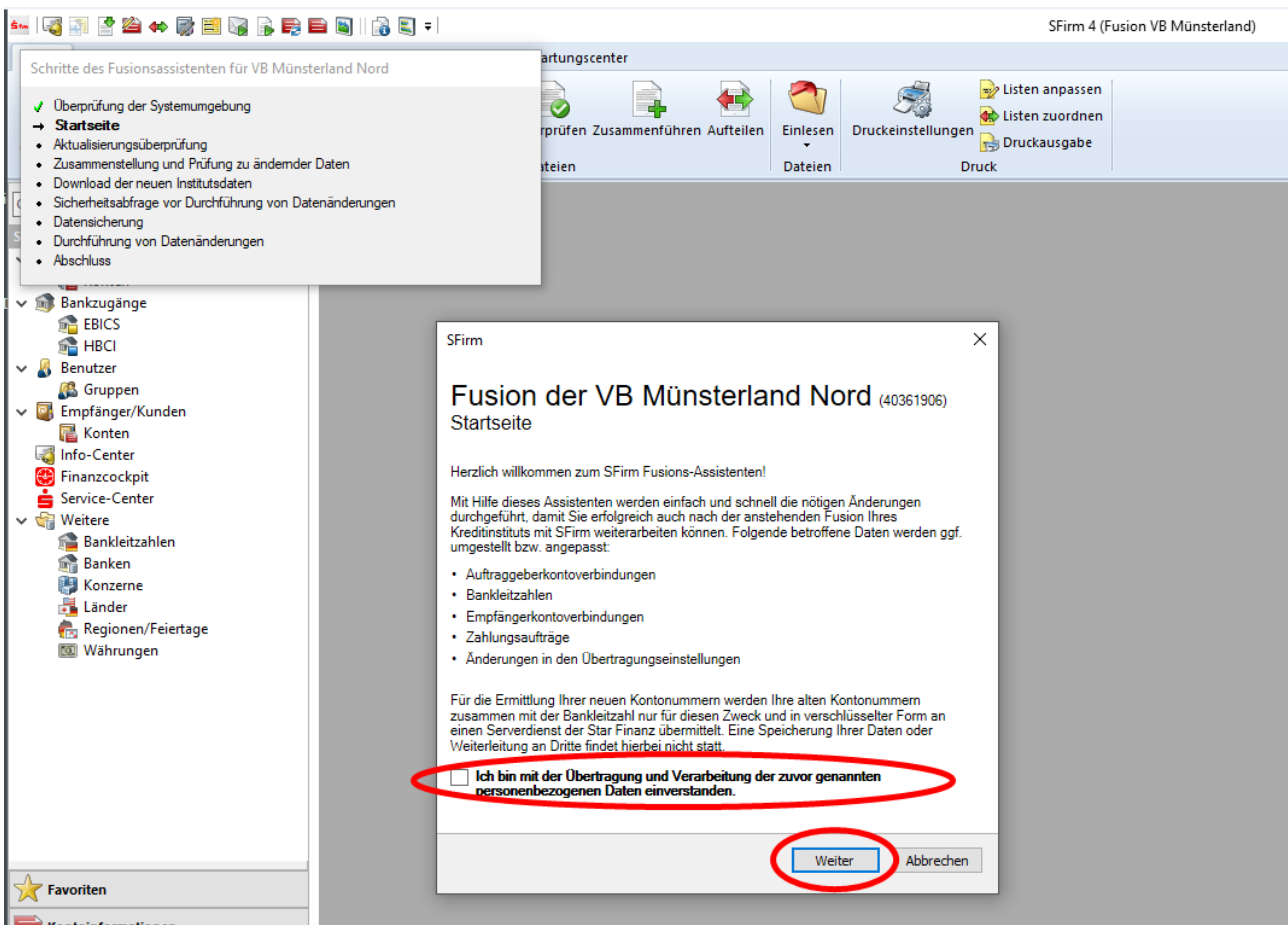 SFirm 4 (Fusion VB Münsterland)
artungscenter
Schritte des Fusionsassistenten für VB Münsterland Nord
Überprüfung der Systemumgebung
Startseite
Aktualisierungsüberprüfung
Zusammenstellung und Prüfung zu ändernder Daten
Download der neuen Institutsdaten
Sicherheitsabfrage vor Durchführung von Datenänderungen
Datensicherung
Durchführung von Datenänderungen
Abschluss
rprüfen Zusammenführen Aufteilen
ateien
Einlesen
Dateien
Druckeinstellungen
Listen anpassen
Listen zuordnen
Druckausgabe
Druck
Bankzugänge
EBICS
HBCI
Benutzer
Gruppen
Empfänger/Kunden
Konten
Info-Center
Finanzcockpit
Service-Center
Weitere
Bankleitzahlen
Banken
Konzerne
Länder
Regionen/Feiertage
Währungen
Favoriten
SFirm
Fusion der VB Münsterland Nord (40361906)
Startseite
Herzlich willkommen zum SFirm Fusions-Assistenten!
Mit Hilfe dieses Assistenten werden einfach und schnell die nötigen Änderungen
durchgeführt, damit Sie erfolgreich auch nach der anstehenden Fusion Ihres
Kreditinstituts mit SFirm weiterarbeiten können. Folgende betroffene Daten werden ggf.
umgestellt bzw. angepasst:
• Auftraggeberkontoverbindungen
• Bankleitzahlen
• Empfängerkontoverbindungen
• Zahlungsaufträge
• Änderungen in den Übertragungseinstellungen
Für die Ermittlung Ihrer neuen Kontonummern werden Ihre alten Kontonummern
zusammen mit der Bankleitzahl nur für diesen Zweck und in verschlüsselter Form an
einen Serverdienst der Star Finanz übermittelt. Eine Speicherung Ihrer Daten oder
Weiterleitung an Dritte findet hierbei nicht statt.
Ich bin mit der Übertragung und Verarbeitung der zuvor genannten
personenbezogenen Daten einverstanden.
Weiter
Abbrechen